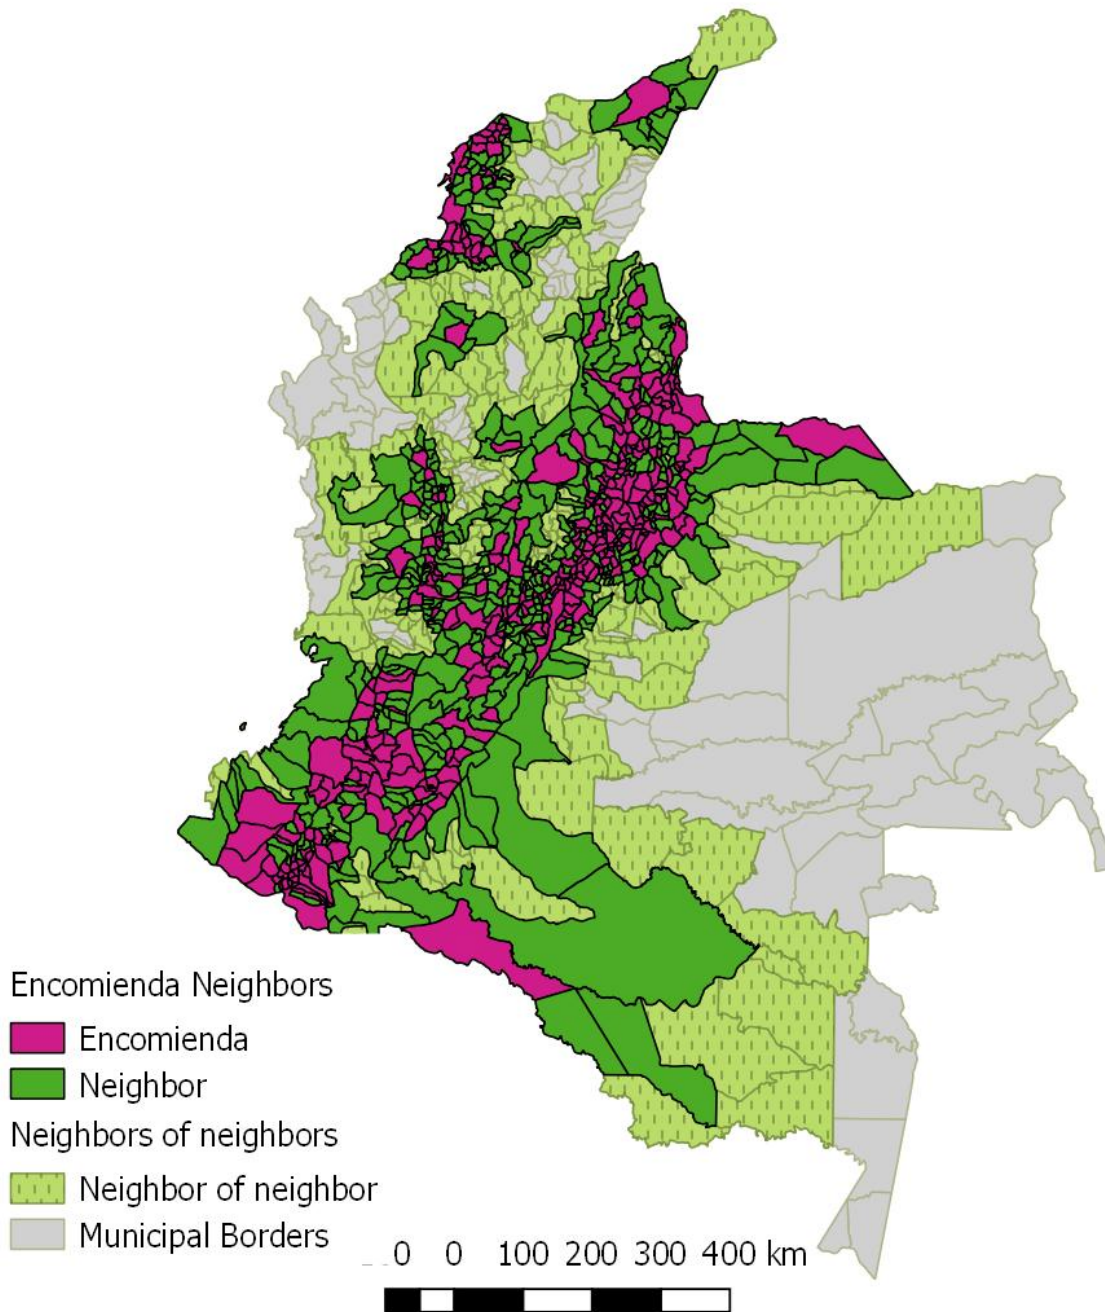 Encomienda Neighbors
Encomienda
Neighbor
Neighbors of neighbors
Neighbor of neighbor
Municipal Borders
0 0 100 200 300 400 km